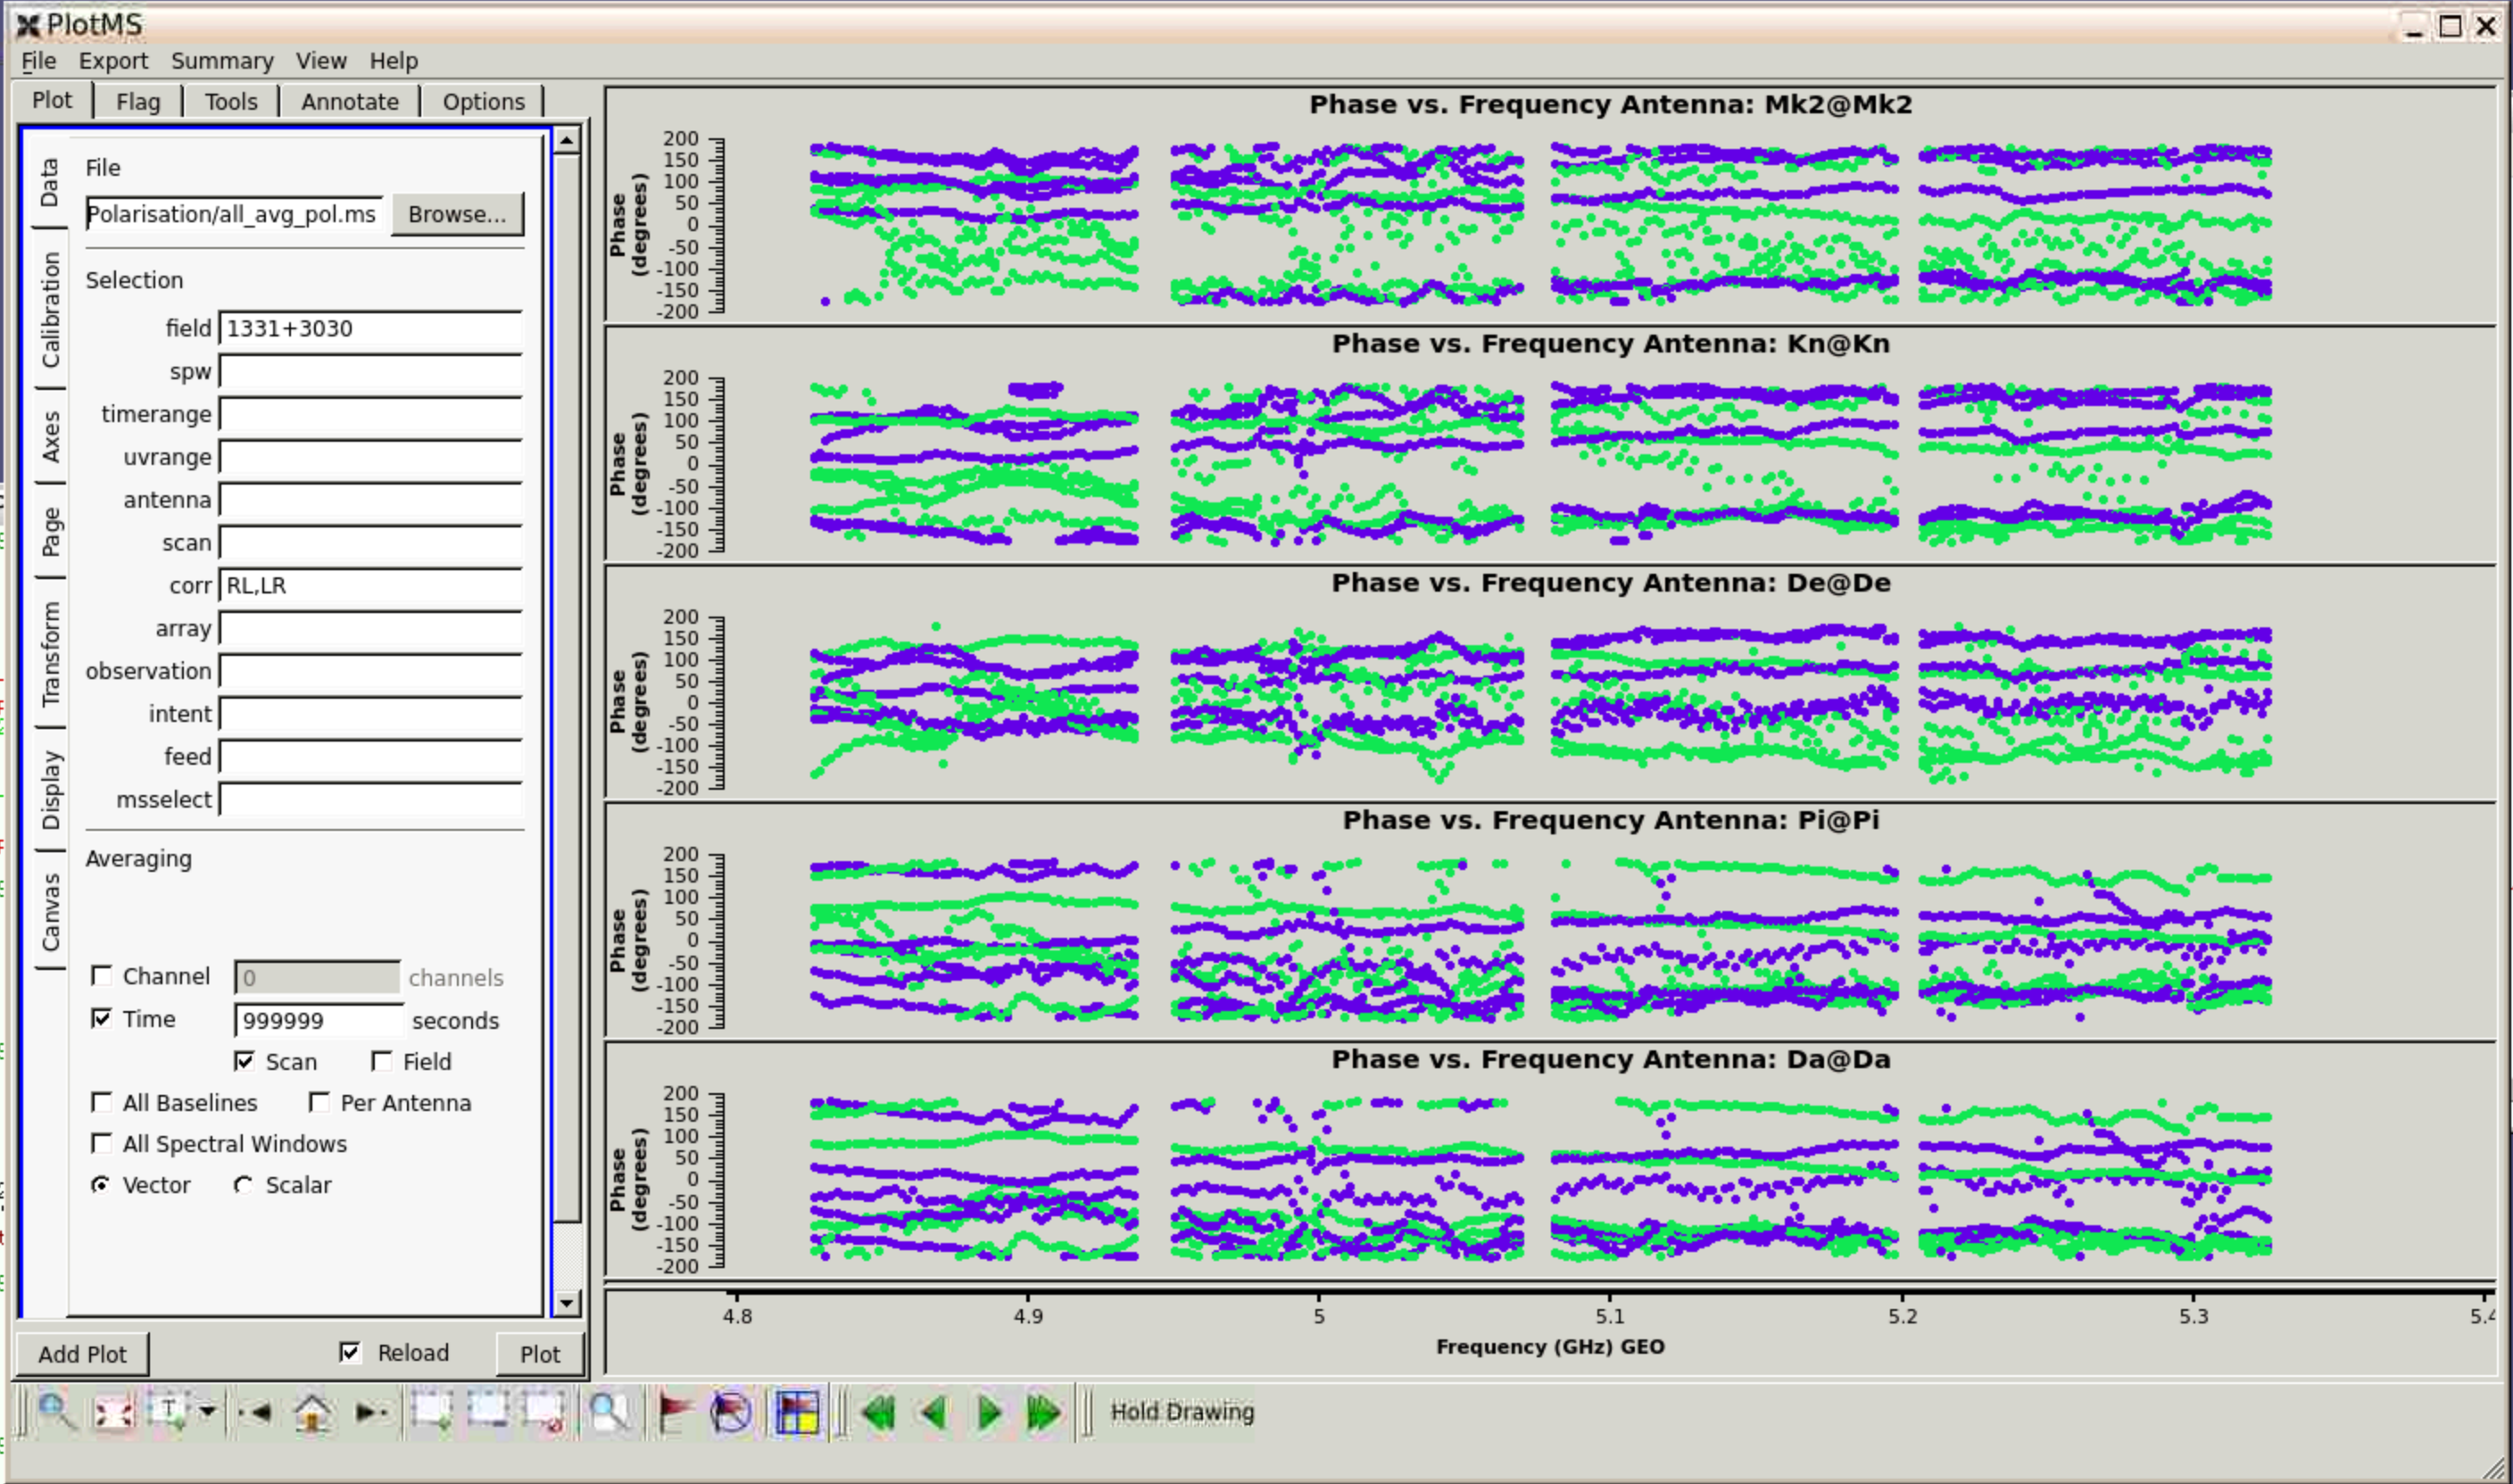 PlotMS
File Export Summary View Help
Plot Flag Tools Annotate Options
Data
Calibration
Axes
Page
Transform
Display
Canvas
File
Polarisation/all_avg_pol.ms Browse...
Selection
field 1331+3030
spw
timerange
uvrange
antenna
scan
corr RL,LR
array
observation
intent
feed
msselect
Averaging
Channel 0 channels
Time 999999 seconds
Scan Field
All Baselines Per Antenna
All Spectral Windows
Vector Scalar
Add Plot Reload Plot
Phase vs. Frequency Antenna: Mk2@Mk2
Phase
(degrees)
200
150
100
50
0
-50
-100
-150
-200
Phase vs. Frequency Antenna: Kn@Kn
Phase
(degrees)
200
150
100
50
0
-50
-100
-150
-200
Phase vs. Frequency Antenna: De@De
Phase
(degrees)
200
150
100
50
0
-50
-100
-150
-200
Phase vs. Frequency Antenna: Pi@Pi
Phase
(degrees)
200
150
100
50
0
-50
-100
-150
-200
Phase vs. Frequency Antenna: Da@Da
Phase
(degrees)
200
150
100
50
0
-50
-100
-150
-200
4.8 4.9 5 5.1 5.2 5.3 5.4
Frequency (GHz) GEO
T
Hold Drawing